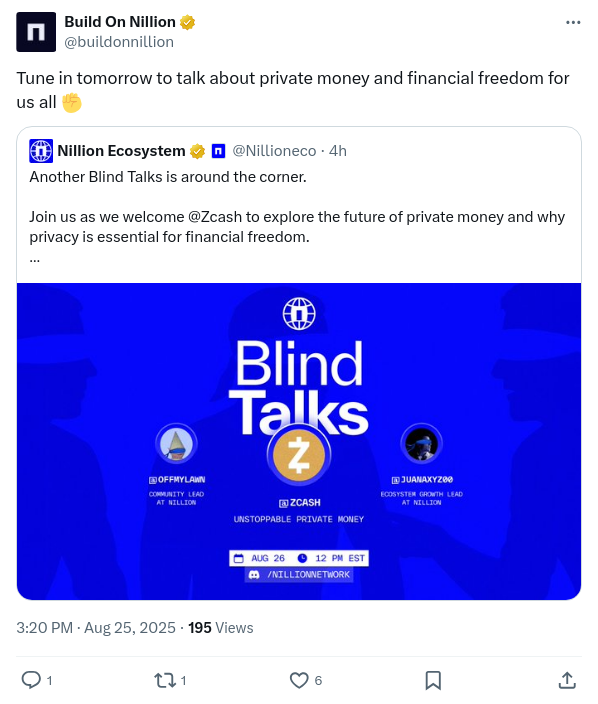 Build On Nillion
@buildonnillion
Tune in tomorrow to talk about private money and financial freedom for
us all ✊
Nillion Ecosystem @Nillioneco · 4h
Another Blind Talks is around the corner.
Join us as we welcome @Zcash to explore the future of private money and why
privacy is essential for financial freedom.
...
Blind
Talks
@OFFMYLAWN
COMMUNITY LEAD
AT NILLION
@ZCASH
UNSTOPPABLE PRIVATE MONEY
@JUANAXYZ00
ECOSYSTEM GROWTH LEAD
AT NILLION
AUG 26 12 PM EST
/NILLIONNETWORK
3:20 PM · Aug 25, 2025 · 195 Views
1 1 6